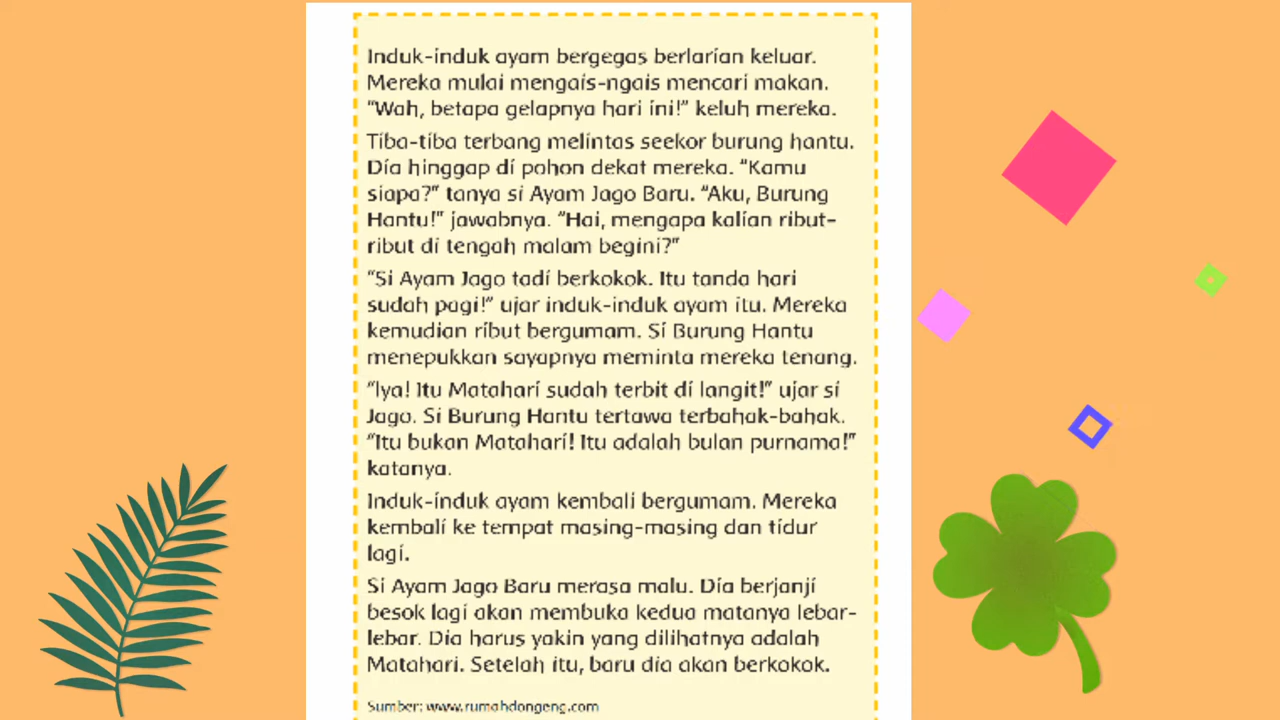 Induk-induk ayam bergegas berlarian keluar.
Mereka mulai mengais-ngais mencari makan.
“Wah, betapa gelapnya hari ini!” keluh mereka.
Tiba-tiba terbang melintas seekor burung hantu.
Dia hinggap di pohon dekat mereka. “Kamu
siapa?” tanya si Ayam Jago Baru. “Aku, Burung
Hantu!” jawabnya. “Hai, mengapa kalian ribut-
ribut di tengah malam begini?”
“Si Ayam Jago tadi berkokok. Itu tanda hari
sudah pagi!” ujar induk-induk ayam itu. Mereka
kemudian ribut bergumam. Si Burung Hantu
menepukkan sayapnya meminta mereka tenang.
“Iya! Itu Matahari sudah terbit di langit!” ujar si
Jago. Si Burung Hantu tertawa terbahak-bahak.
“Itu bukan Matahari! Itu adalah bulan purnama!”
katanya.
Induk-induk ayam kembali bergumam. Mereka
kembali ke tempat masing-masing dan tidur
lagi.
Si Ayam Jago Baru merasa malu. Dia berjanji
besok lagi akan membuka kedua matanya lebar-
lebar. Dia harus yakin yang dilihatnya adalah
Matahari. Setelah itu, baru dia akan berkokok.
Sumber: www.rumahdongeng.com